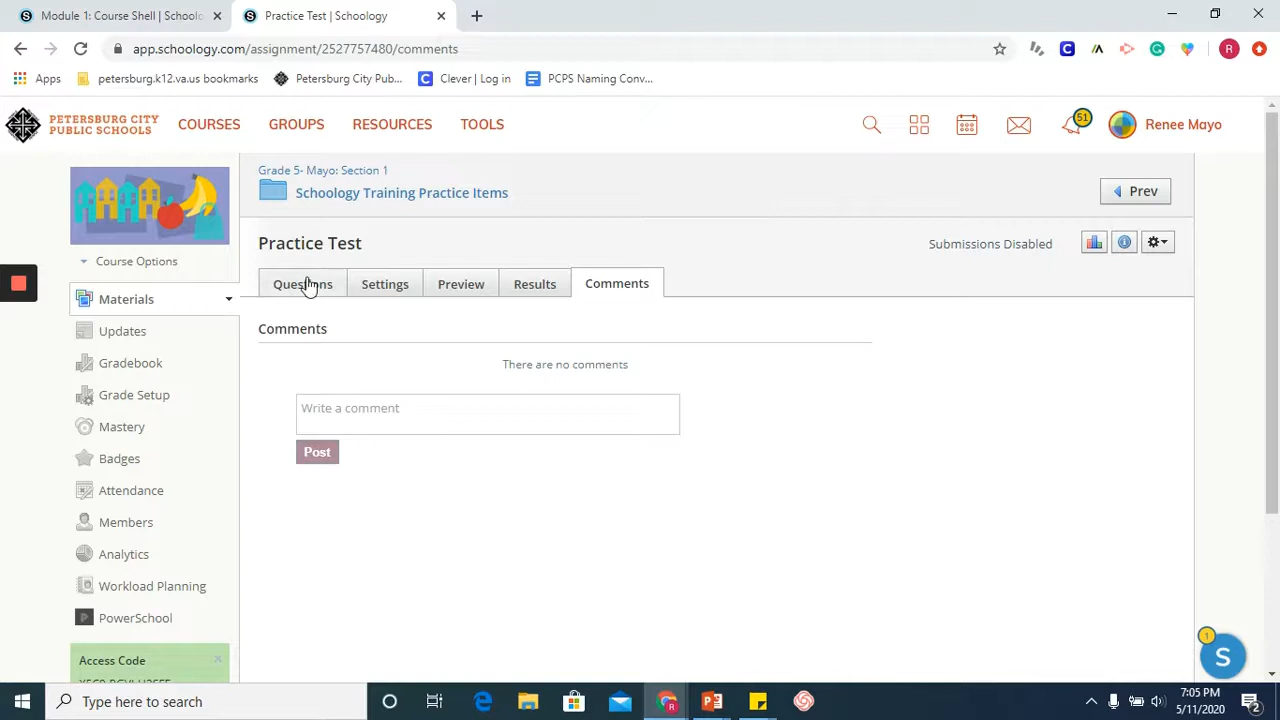 Module 1: Course Shell | Schoolo
Practice Test | Schoology
app.schoology.com/assignment/2527757480/comments
Apps
petersburg.k12.va.us bookmarks
Petersburg City Pub...
Clever | Log in
PCPS Naming Conv...
PETERSBURG CITY
PUBLIC SCHOOLS
COURSES
GROUPS
RESOURCES
TOOLS
51
Renee Mayo
Grade 5- Mayo: Section 1
Schoology Training Practice Items
Prev
Course Options
Practice Test
Submissions Disabled
Questions
Settings
Preview
Results
Comments
Materials
Updates
Gradebook
Grade Setup
Mastery
Badges
Attendance
Members
Analytics
Workload Planning
PowerSchool
Access Code
Comments
There are no comments
Write a comment
Post
1
S
Type here to search
7:05 PM
5/11/2020
2